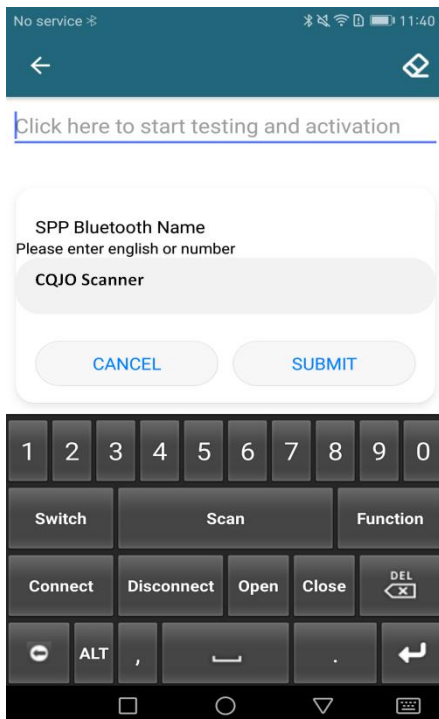 No service 11:40
Click here to start testing and activation
SPP Bluetooth Name
Please enter english or number
CQJO Scanner
CANCEL SUBMIT
1 2 3 4 5 6 7 8 9 0
Switch Scan Function
Connect Disconnect Open Close DEL
ALT , .